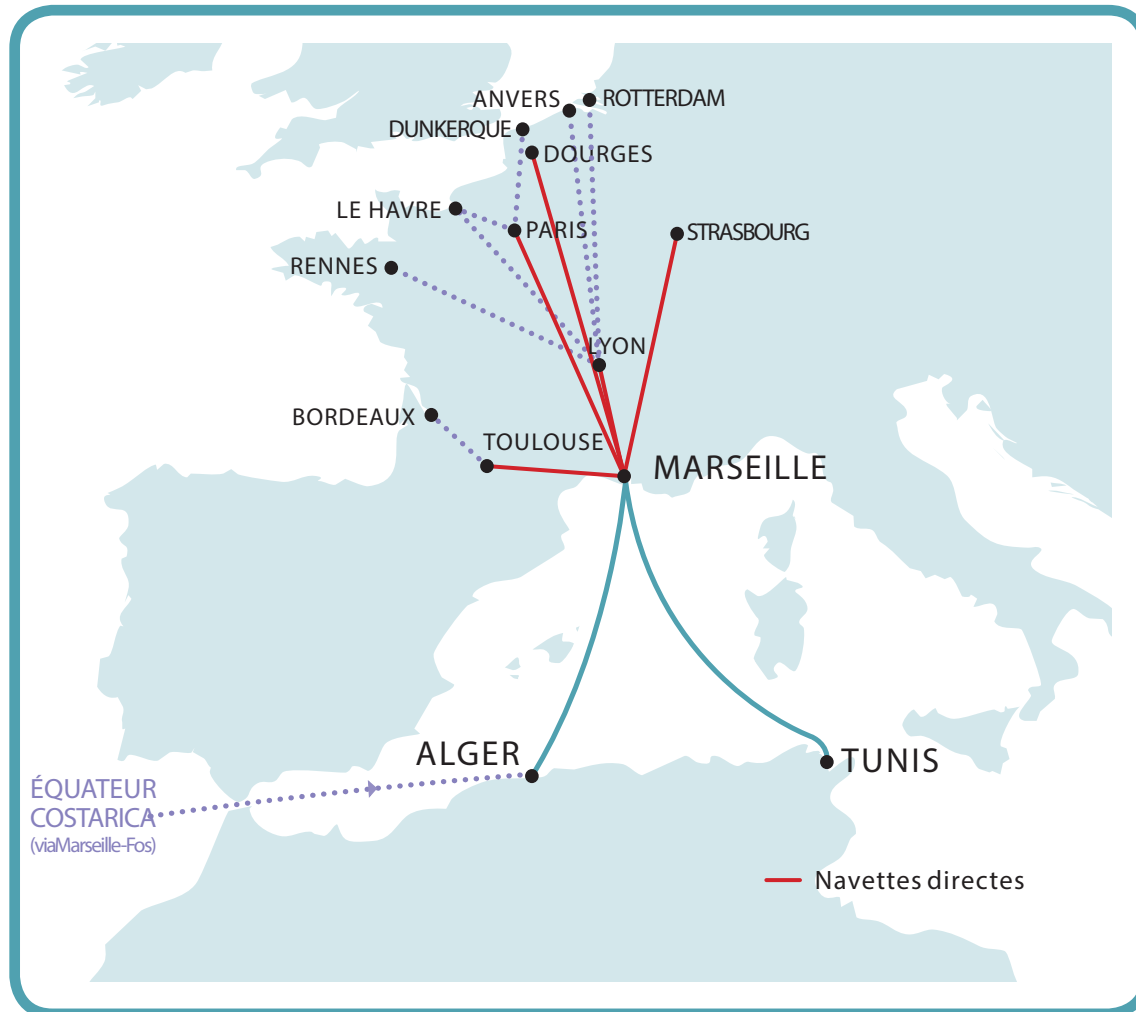 ANVERS
ROTTERDAM
DUNKERQUE
DOURGES
LE HAVRE
PARIS
STRASBOURG
RENNES
LYON
BORDEAUX
TOULOUSE
MARSEILLE
ALGER
TUNIS
ÉQUATEUR
COSTARICA
(viaMarseille-Fos)
Navettes directes